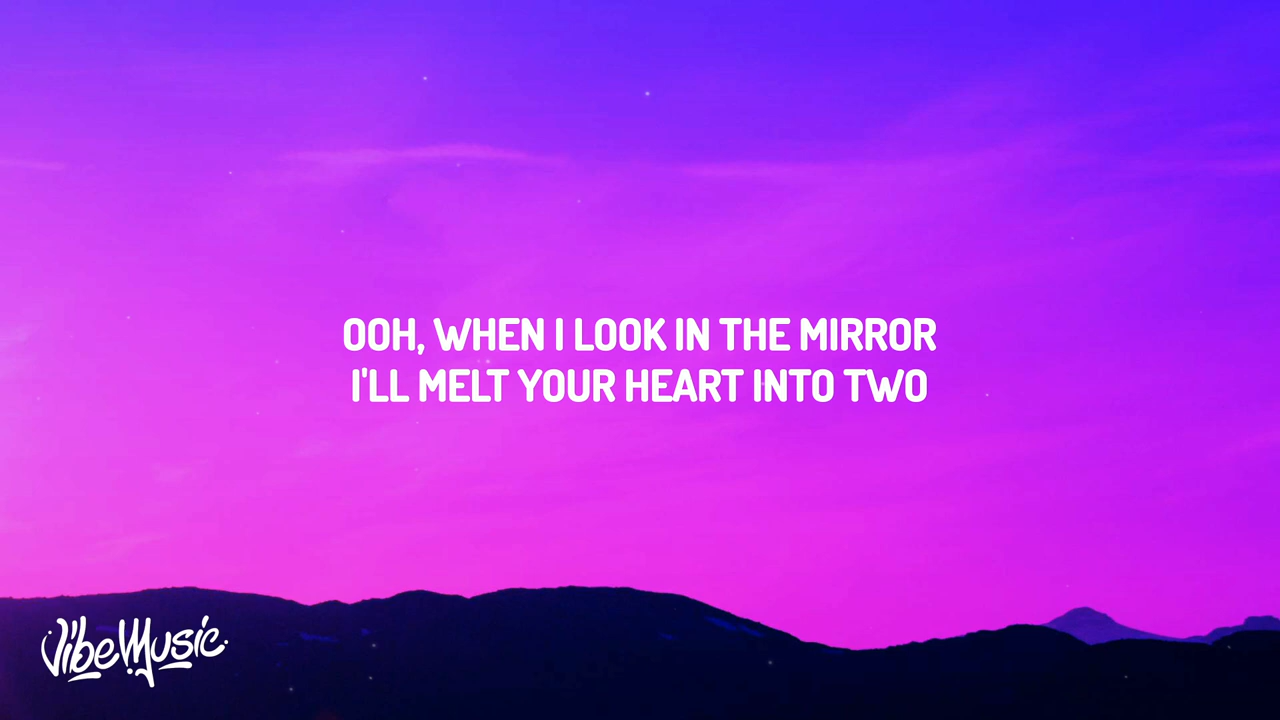 OOH, WHEN I LOOK IN THE MIRROR
I'LL MELT YOUR HEART INTO TWO
VibeMusic